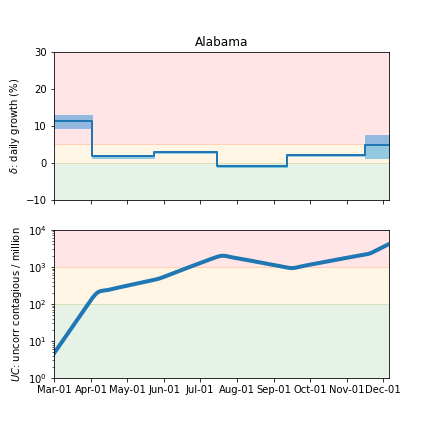 Alabama
δ: daily growth (%)
30
20
10
0
−10
UC: uncorr contagious / million
10⁴
10³
10²
10¹
10⁰
Mar-01 Apr-01 May-01 Jun-01 Jul-01 Aug-01 Sep-01 Oct-01 Nov-01 Dec-01